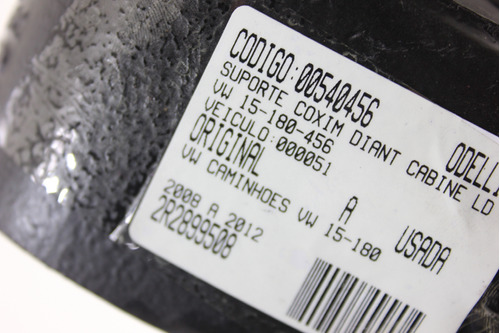 CODIGO:00540456 ODELLI
SUPORTE COXIM DIANT CABINE LD
VW 15-180-456
VEICULO:000051
ORIGINAL A USADA
VW CAMINHOES VW 15-180
2008 A 2012
2R2899508